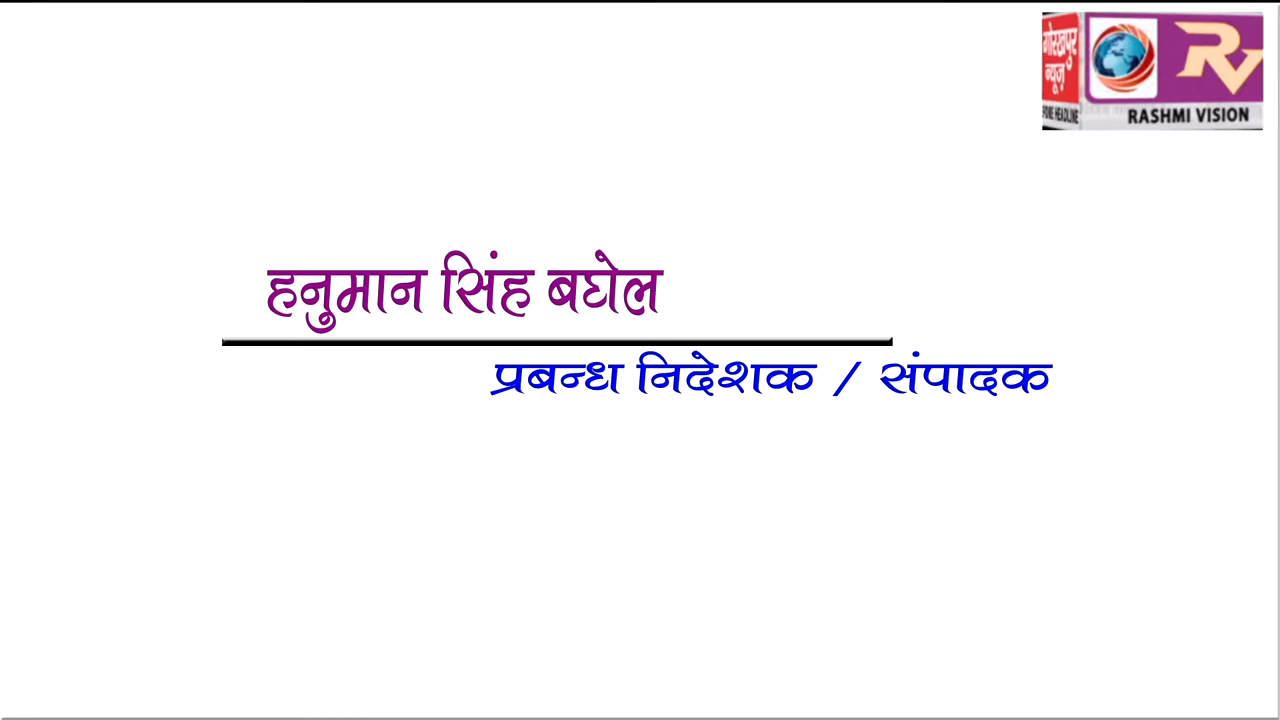 गोरखपुर
न्यूज़
RASHMI VISION
हनुमान सिंह बघेल
प्रबन्ध निदेशक / संपादक